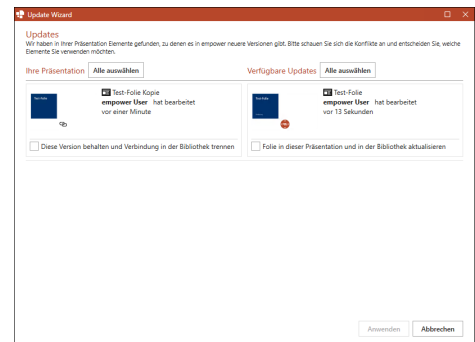 Update Wizard
Updates
Wir haben in Ihrer Präsentation Elemente gefunden, zu denen es in empower neuere Versionen gibt. Bitte schauen Sie sich die Konflikte an und entscheiden Sie, welche
Elemente Sie verwenden möchten.
Ihre Präsentation Alle auswählen
Verfügbare Updates Alle auswählen
Test-Folie
Test-Folie Kopie
empower User hat bearbeitet
vor einer Minute
Diese Version behalten und Verbindung in der Bibliothek trennen
Test-Folie
Test-Folie
empower User hat bearbeitet
vor 13 Sekunden
Folie in dieser Präsentation und in der Bibliothek aktualisieren
Anwenden Abbrechen